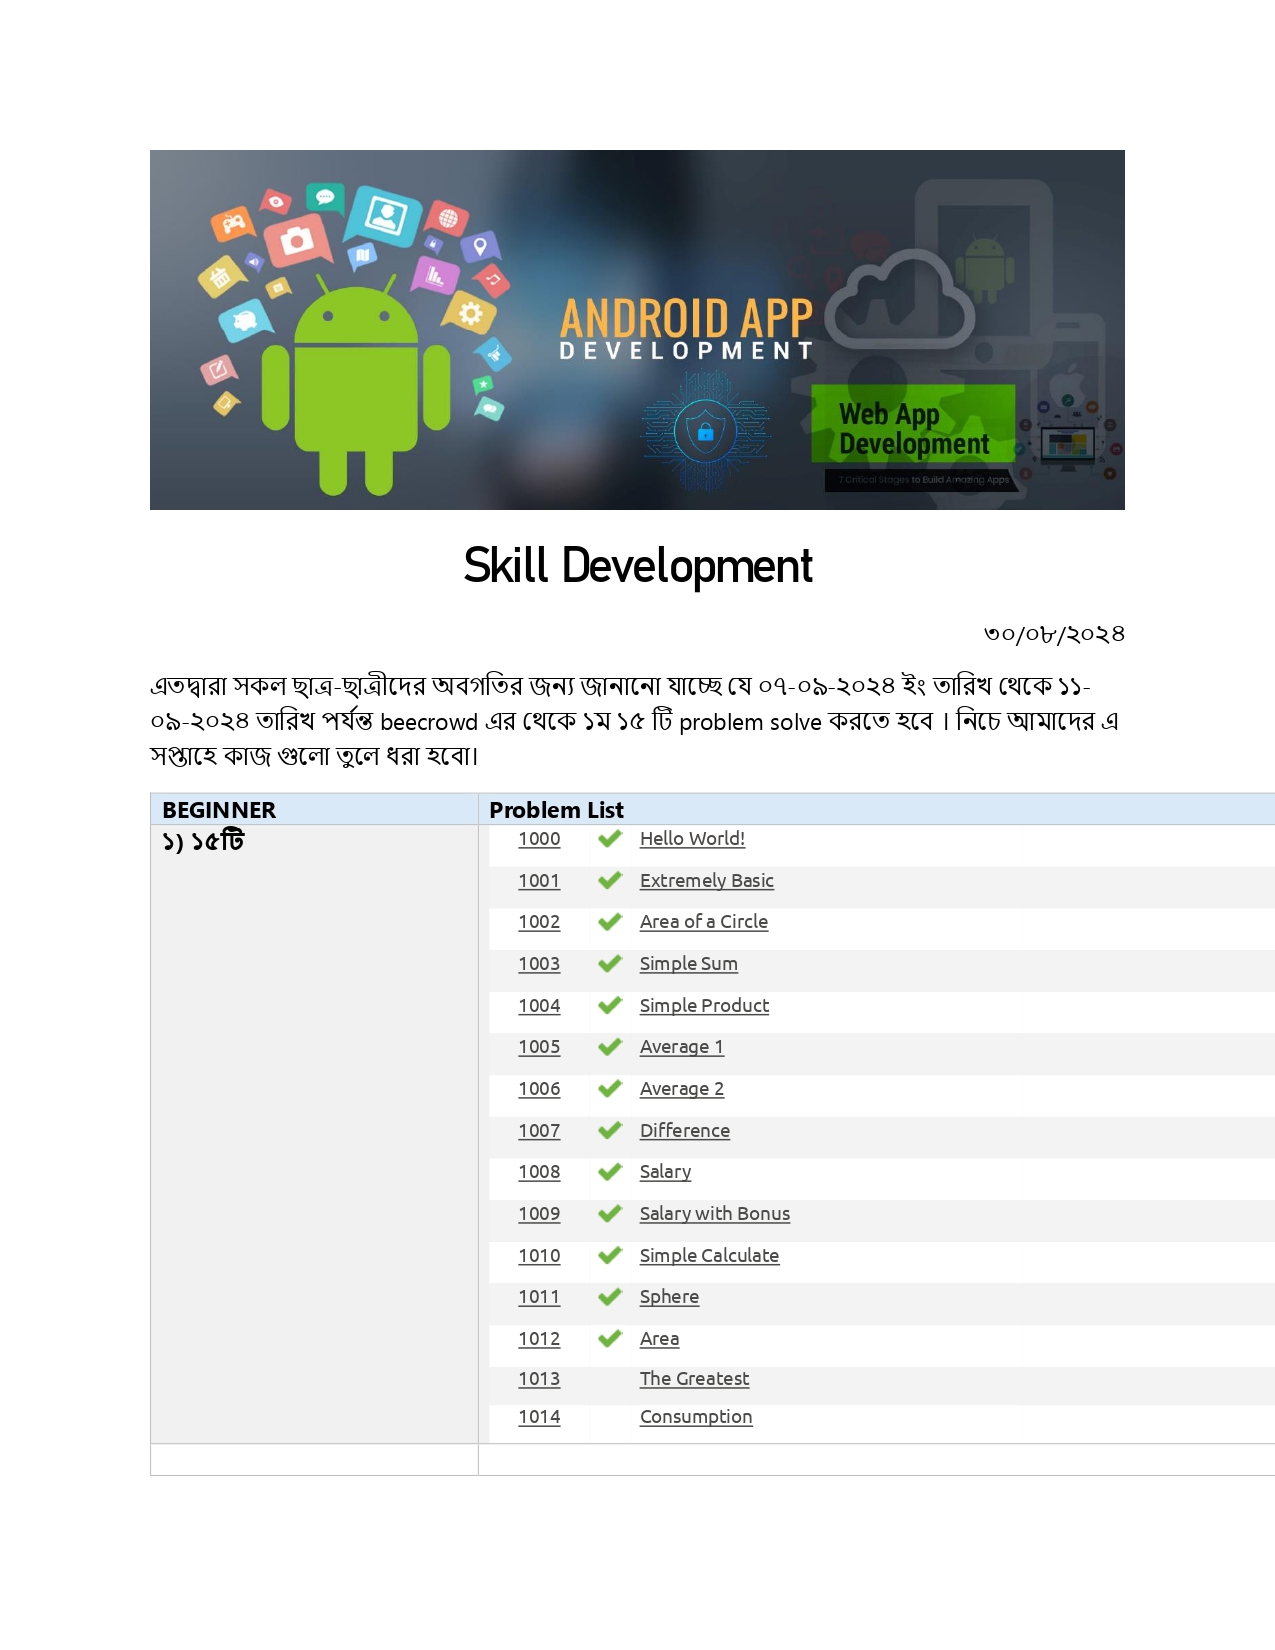 ANDROID APP
DEVELOPMENT
Web App
Development
7 Critical Stages to Build Amazing Apps
Skill Development
৩০/০৮/২০২৪
এতদ্বারা সকল ছাত্র-ছাত্রীদের অবগতির জন্য জানানো যাচ্ছে যে ০৭-০৯-২০২৪ ইং তারিখ থেকে ১১-
০৯-২০২৪ তারিখ পর্যন্ত beecrowd এর থেকে ১ম ১৫ টি problem solve করতে হবে । নিচে আমাদের এ
সপ্তাহে কাজ গুলো তুলে ধরা হবো।
BEGINNER Problem List
১) ১৫টি
1000 Hello World!
1001 Extremely Basic
1002 Area of a Circle
1003 Simple Sum
1004 Simple Product
1005 Average 1
1006 Average 2
1007 Difference
1008 Salary
1009 Salary with Bonus
1010 Simple Calculate
1011 Sphere
1012 Area
1013 The Greatest
1014 Consumption